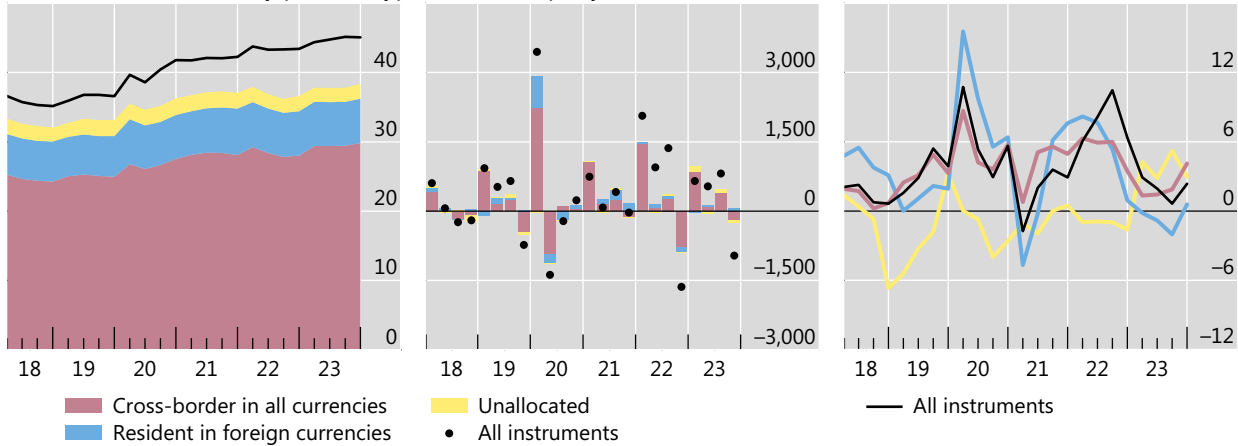 40
30
20
10
0
18 19 20 21 22 23
3,000
1,500
0
−1,500
−3,000
18 19 20 21 22 23
12
6
0
−6
−12
18 19 20 21 22 23
Cross-border in all currencies
Resident in foreign currencies
Unallocated
All instruments
All instruments